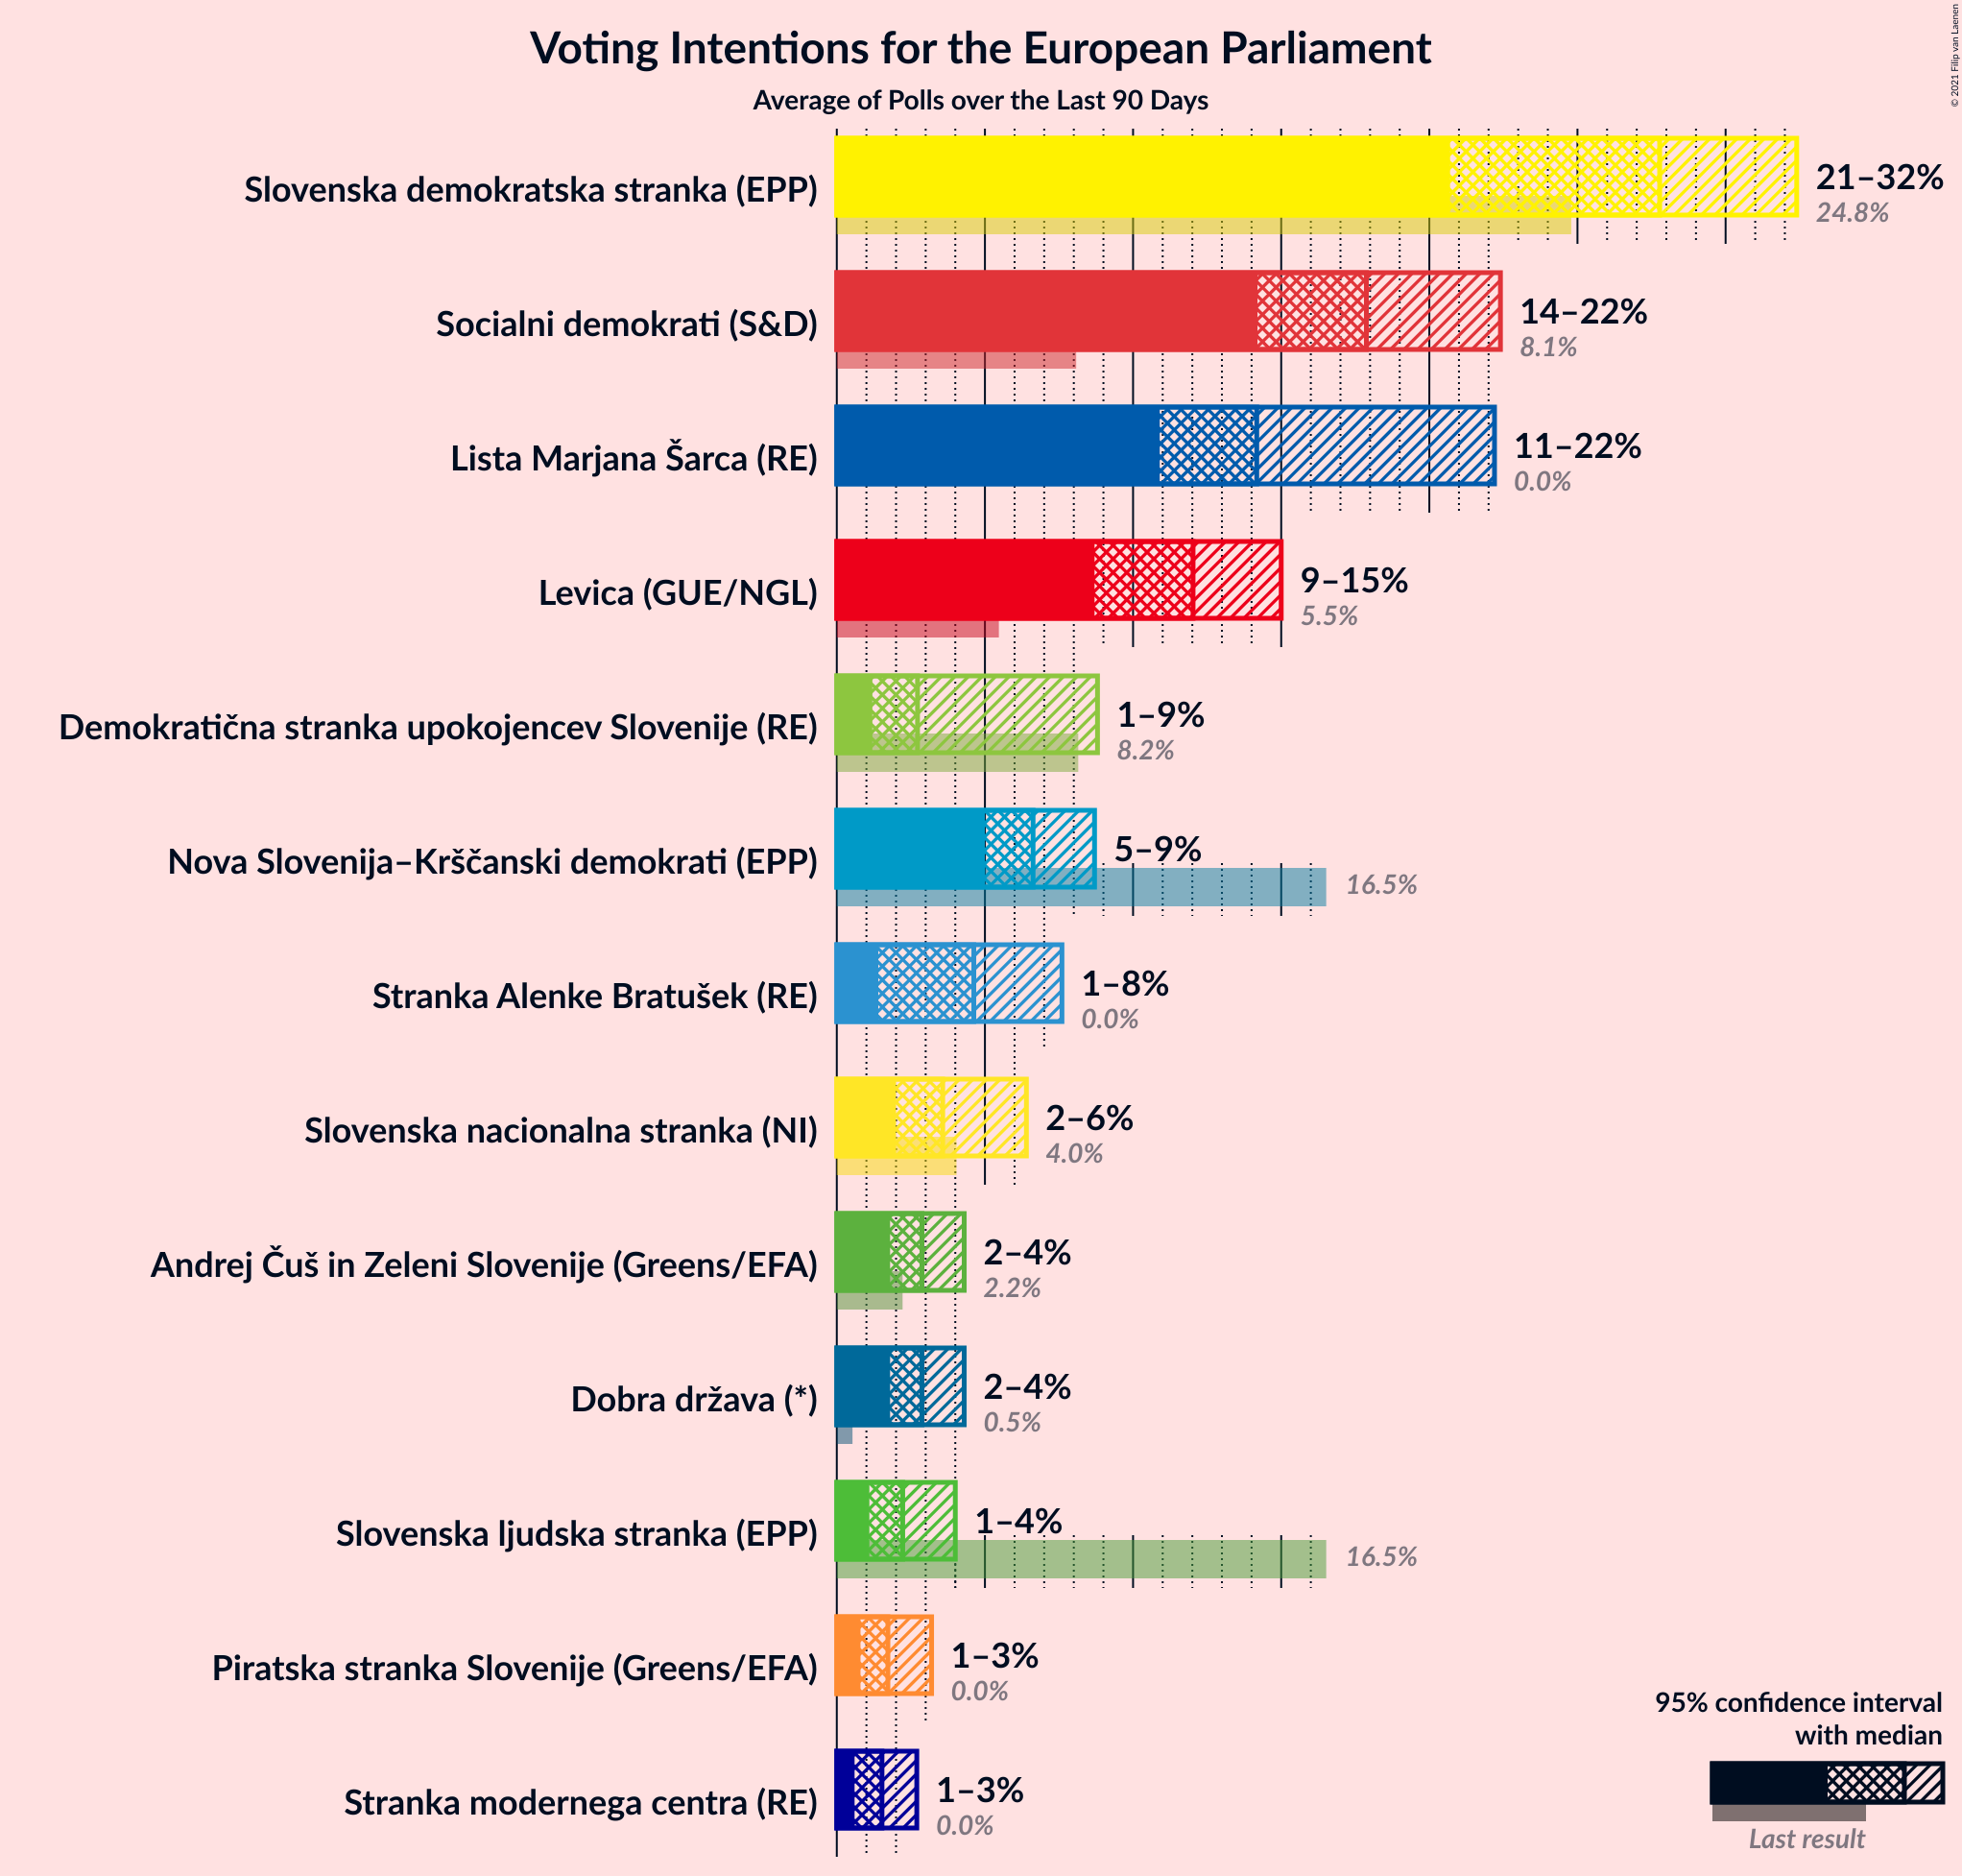 Voting Intentions for the European Parliament
Average of Polls over the Last 90 Days
© 2021 Filip van Laenen
Slovenska demokratska stranka (EPP)
21–32%
24.8%
Socialni demokrati (S&D)
14–22%
8.1%
Lista Marjana Šarca (RE)
11–22%
0.0%
Levica (GUE/NGL)
9–15%
5.5%
Demokratična stranka upokojencev Slovenije (RE)
1–9%
8.2%
Nova Slovenija–Krščanski demokrati (EPP)
5–9%
16.5%
Stranka Alenke Bratušek (RE)
1–8%
0.0%
Slovenska nacionalna stranka (NI)
2–6%
4.0%
Andrej Čuš in Zeleni Slovenije (Greens/EFA)
2–4%
2.2%
Dobra država (*)
2–4%
0.5%
Slovenska ljudska stranka (EPP)
1–4%
16.5%
Piratska stranka Slovenije (Greens/EFA)
1–3%
0.0%
Stranka modernega centra (RE)
1–3%
0.0%
95% confidence interval
with median
Last result